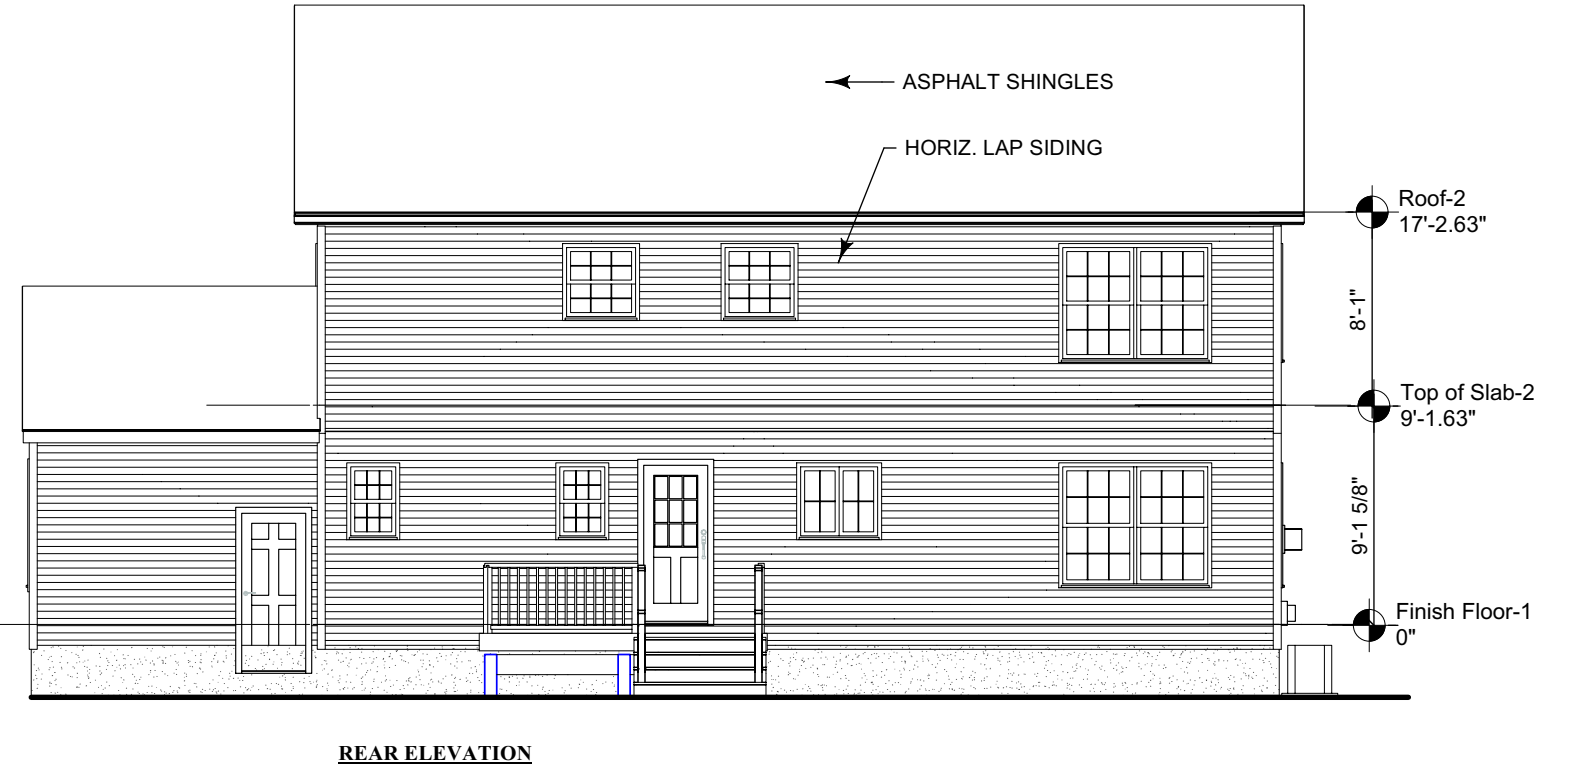 ASPHALT SHINGLES
HORIZ. LAP SIDING
Roof-2
17'-2.63"
8'-1"
Top of Slab-2
9'-1.63"
9'-1 5/8"
Finish Floor-1
0"
REAR ELEVATION